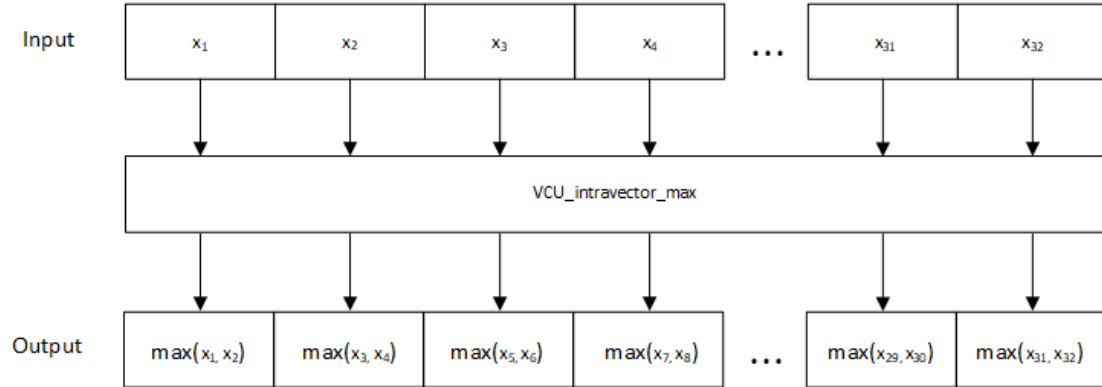 Input x₁ x₂ x₃ x₄ ... x₃₁ x₃₂
VCU_intravector_max
Output max(x₁, x₂) max(x₃, x₄) max(x₅, x₆) max(x₇, x₈) ... max(x₂₉, x₃₀) max(x₃₁, x₃₂)